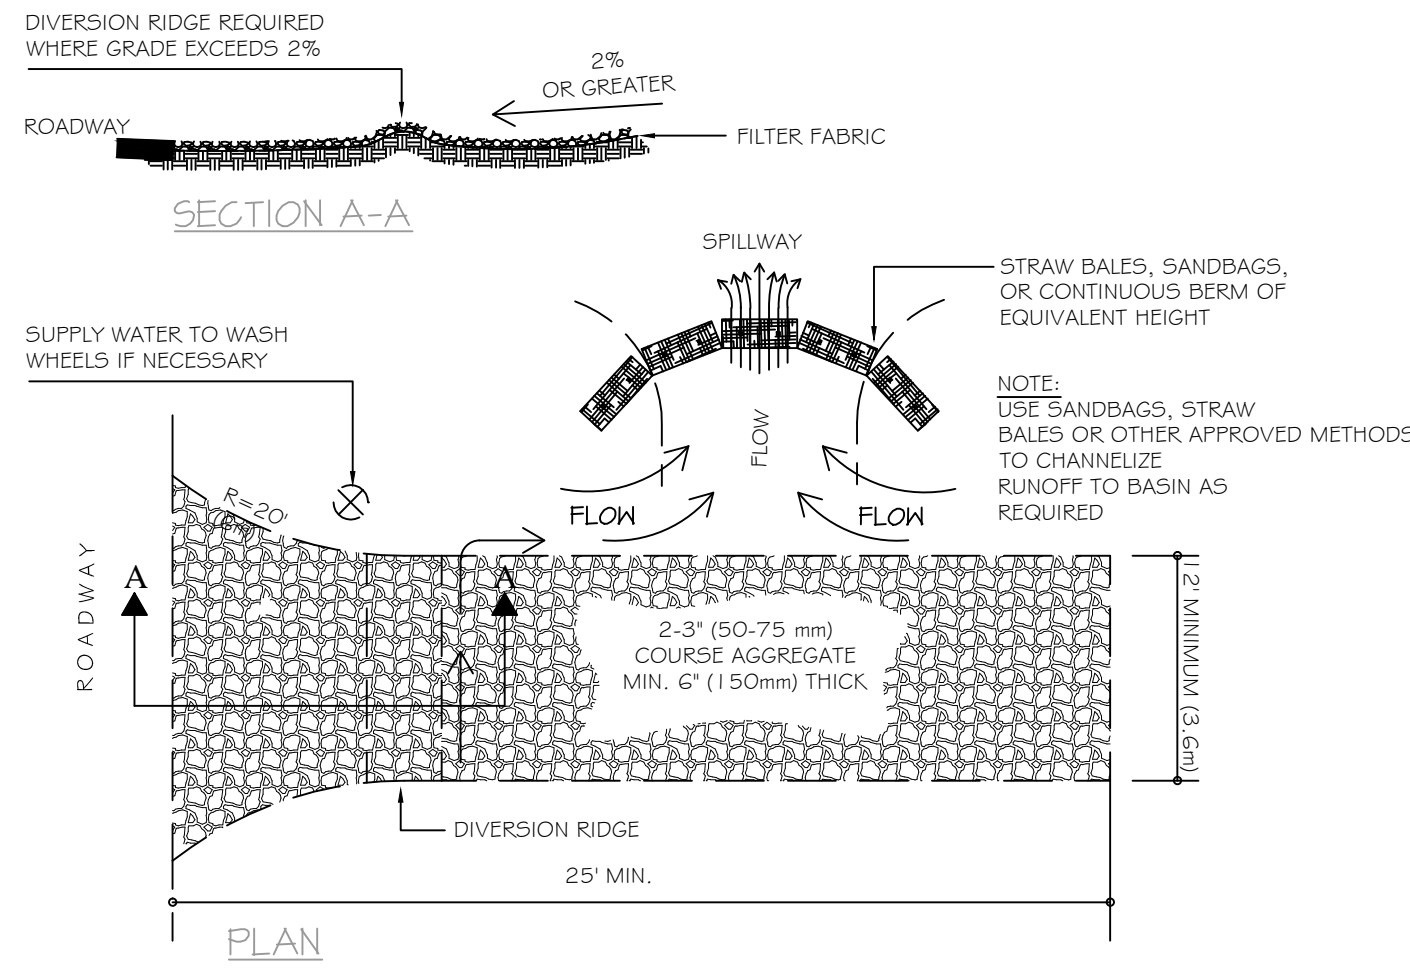 DIVERSION RIDGE REQUIRED
WHERE GRADE EXCEEDS 2%
2%
OR GREATER
ROADWAY
FILTER FABRIC
SECTION A-A
SPILLWAY
STRAW BALES, SANDBAGS,
OR CONTINUOUS BERM OF
EQUIVALENT HEIGHT
SUPPLY WATER TO WASH
WHEELS IF NECESSARY
NOTE:
USE SANDBAGS, STRAW
BALES OR OTHER APPROVED METHODS
TO CHANNELIZE
RUNOFF TO BASIN AS
REQUIRED
FLOW
R=20'
FLOW
FLOW
ROADWAY
A
A
2-3" (50-75 mm)
COURSE AGGREGATE
MIN. 6" (150mm) THICK
12' MINIMUM (3.6m)
DIVERSION RIDGE
25' MIN.
PLAN